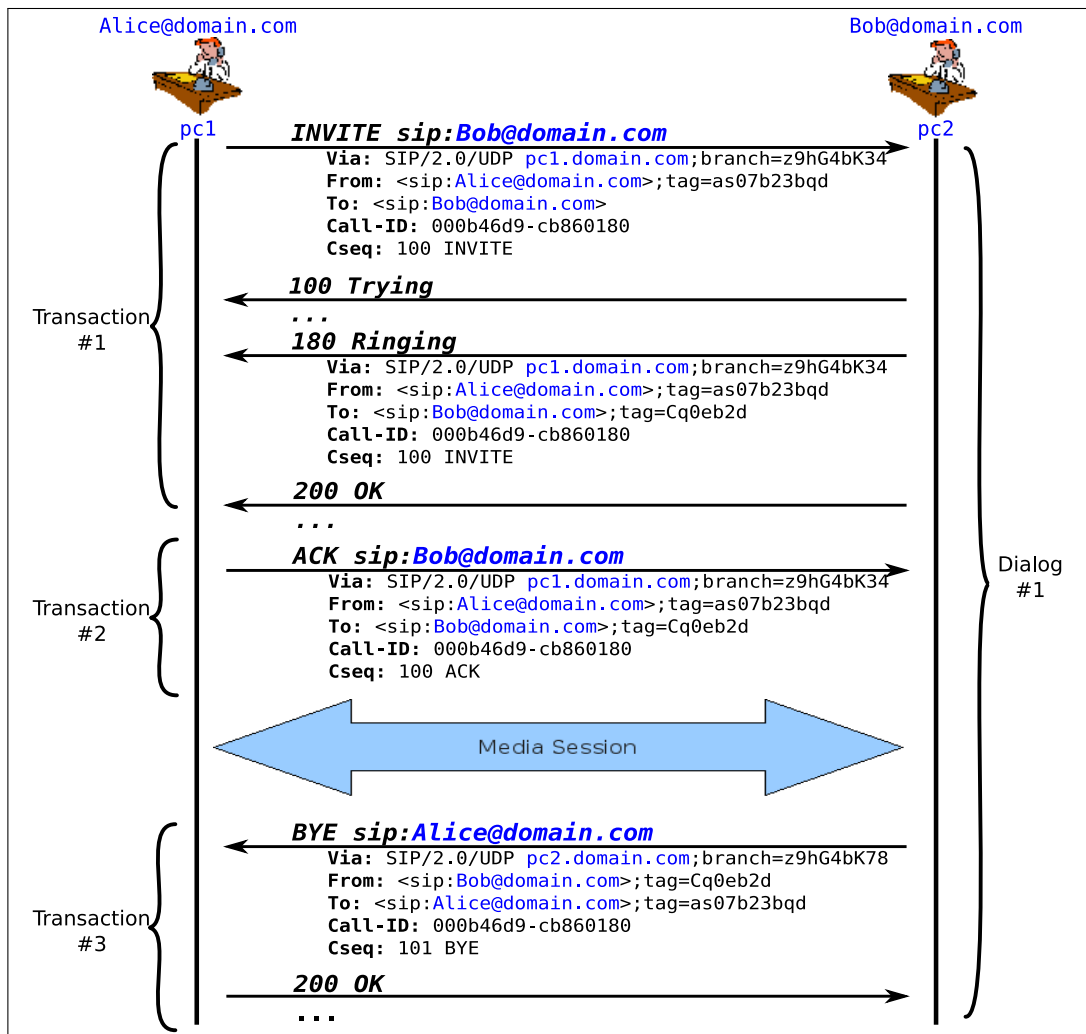 Alice@domain.com
Bob@domain.com
pc1
pc2
INVITE sip:Bob@domain.com
Via: SIP/2.0/UDP pc1.domain.com;branch=z9hG4bK34
From: <sip:Alice@domain.com>;tag=as07b23bqd
To: <sip:Bob@domain.com>
Call-ID: 000b46d9-cb860180
Cseq: 100 INVITE
100 Trying
...
Transaction
#1
180 Ringing
Via: SIP/2.0/UDP pc1.domain.com;branch=z9hG4bK34
From: <sip:Alice@domain.com>;tag=as07b23bqd
To: <sip:Bob@domain.com>;tag=Cq0eb2d
Call-ID: 000b46d9-cb860180
Cseq: 100 INVITE
200 OK
...
ACK sip:Bob@domain.com
Via: SIP/2.0/UDP pc1.domain.com;branch=z9hG4bK34
From: <sip:Alice@domain.com>;tag=as07b23bqd
To: <sip:Bob@domain.com>;tag=Cq0eb2d
Call-ID: 000b46d9-cb860180
Cseq: 100 ACK
Transaction
#2
Dialog
#1
Media Session
BYE sip:Alice@domain.com
Via: SIP/2.0/UDP pc2.domain.com;branch=z9hG4bK78
From: <sip:Bob@domain.com>;tag=Cq0eb2d
To: <sip:Alice@domain.com>;tag=as07b23bqd
Call-ID: 000b46d9-cb860180
Cseq: 101 BYE
Transaction
#3
200 OK
...